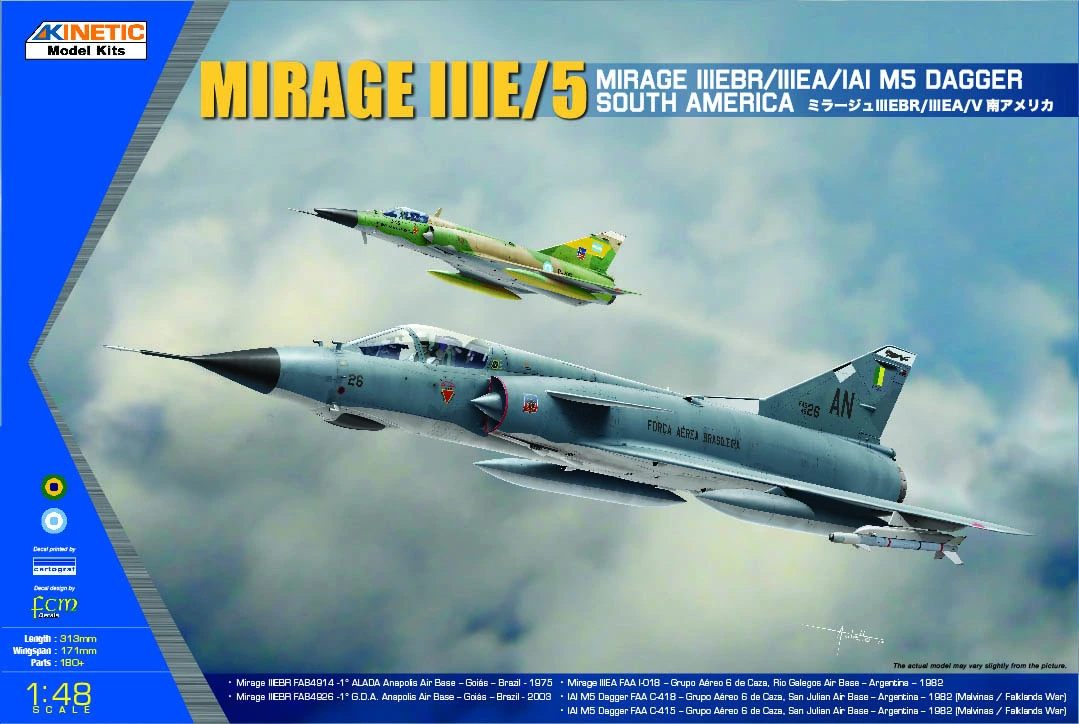 KINETIC
Model Kits
MIRAGE IIIE/5
MIRAGE IIIEBR/IIIEA/IAI M5 DAGGER
SOUTH AMERICA ミラージュIIIEBR/IIIEA/V 南アメリカ
26
26
AN
FORÇA AÉREA BRASILEIRA
Decal printed by
cartograf
Decal design by
fcm
Decals
Length : 313mm
Wingspan : 171mm
Parts : 180+
1:48
SCALE
The actual model may vary slightly from the picture.
• Mirage IIIEBR FAB4914 -1° ALADA Anapolis Air Base – Goiés – Brazil - 1975
• Mirage IIIEBR FAB4926 -1° G.D.A. Anapolis Air Base – Goiés – Brazil - 2003
• Mirage IIIEA FAA I-018 – Grupo Aéreo 6 de Caza, Rio Galegos Air Base – Argentina – 1982
• IAI M5 Dagger FAA C-418 – Grupo Aéreo 6 de Caza, San Julian Air Base – Argentina – 1982 (Malvinas / Falklands War)
• IAI M5 Dagger FAA C-415 – Grupo Aéreo 6 de Caza, San Julian Air Base – Argentina – 1982 (Malvinas / Falklands War)